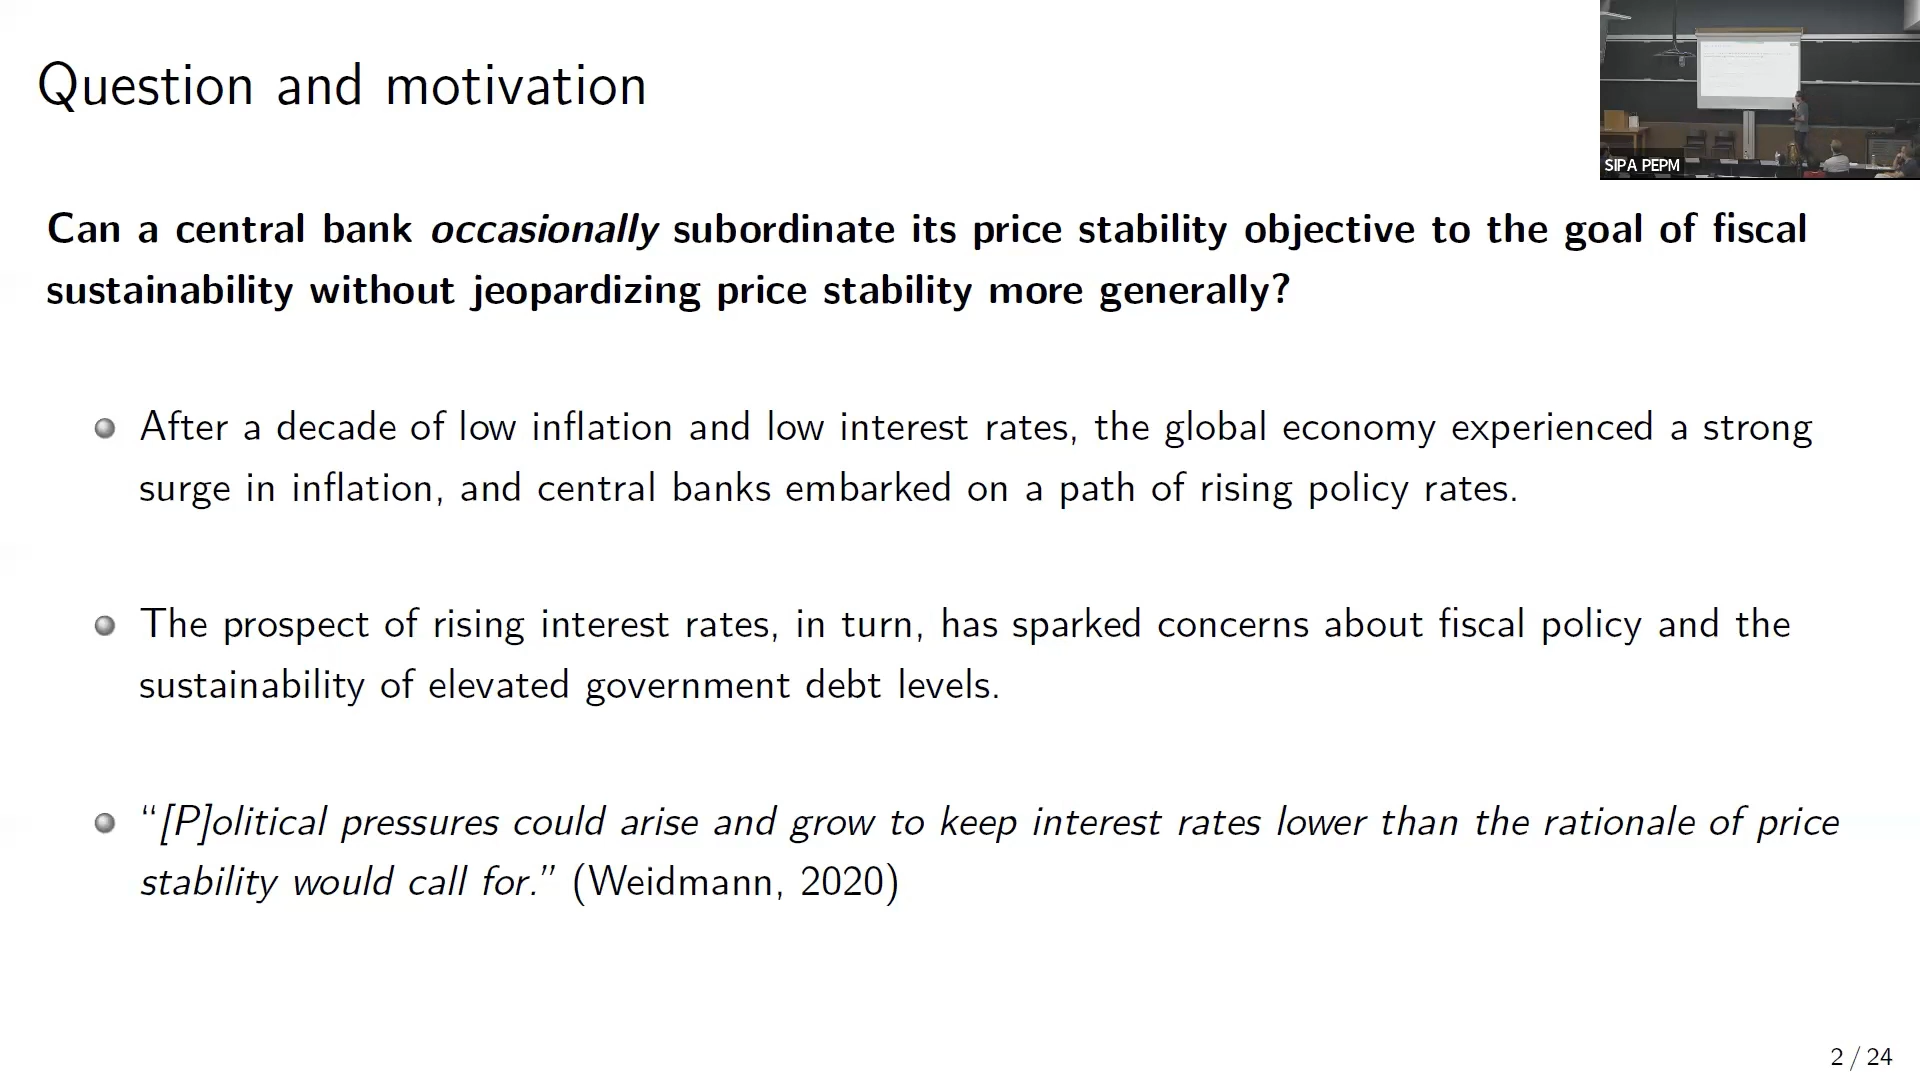 Question and motivation
SIPA PEPM
Can a central bank occasionally subordinate its price stability objective to the goal of fiscal
sustainability without jeopardizing price stability more generally?
After a decade of low inflation and low interest rates, the global economy experienced a strong
surge in inflation, and central banks embarked on a path of rising policy rates.
The prospect of rising interest rates, in turn, has sparked concerns about fiscal policy and the
sustainability of elevated government debt levels.
“[P]olitical pressures could arise and grow to keep interest rates lower than the rationale of price
stability would call for.” (Weidmann, 2020)
2 / 24